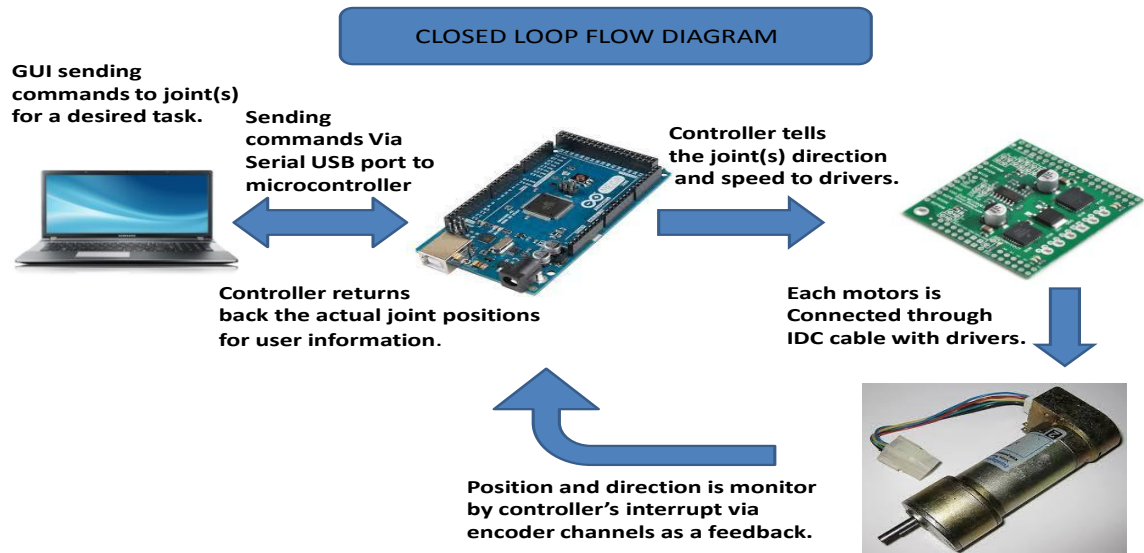 CLOSED LOOP FLOW DIAGRAM
GUI sending
commands to joint(s)
for a desired task.
Sending
commands Via
Serial USB port to
microcontroller
Controller tells
the joint(s) direction
and speed to drivers.
Controller returns
back the actual joint positions
for user information.
Each motors is
Connected through
IDC cable with drivers.
Position and direction is monitor
by controller's interrupt via
encoder channels as a feedback.